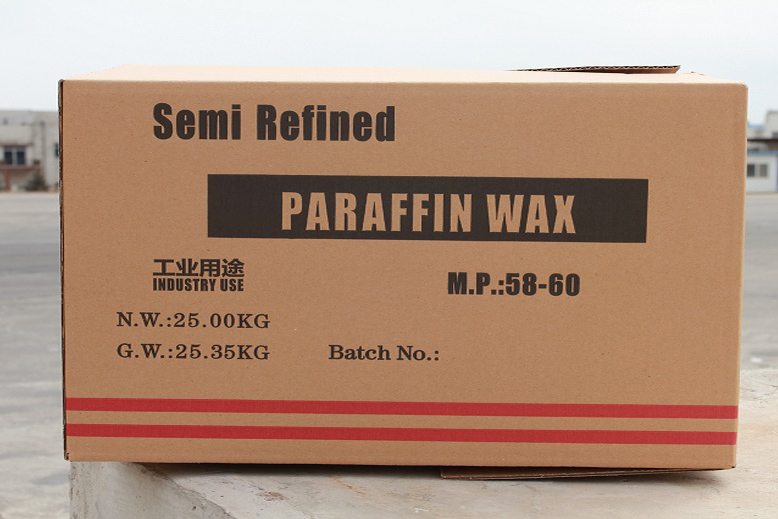 Semi Refined
PARAFFIN WAX
工业用途
INDUSTRY USE
M.P.:58-60
N.W.:25.00KG
G.W.:25.35KG
Batch No.: